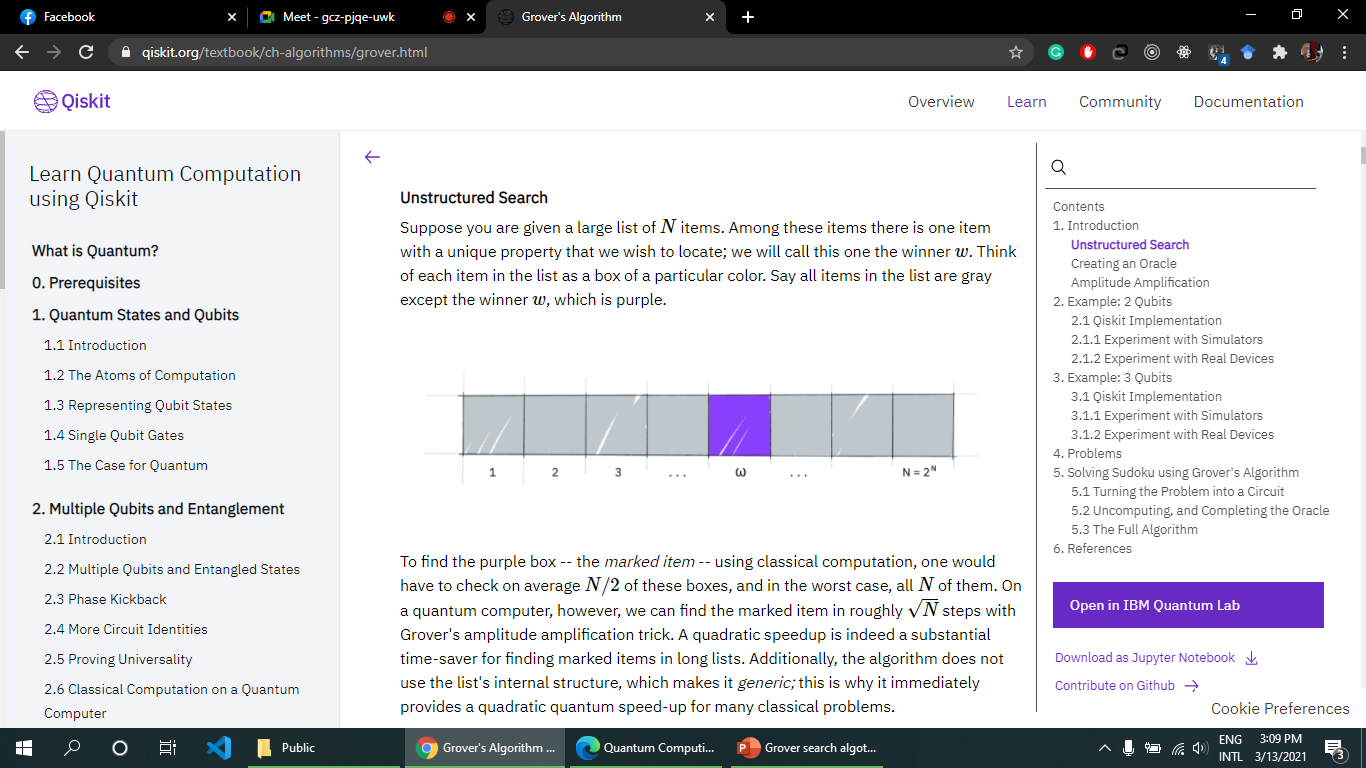 Facebook
Meet - gcz-pjqe-uwk
Grover's Algorithm
qiskit.org/textbook/ch-algorithms/grover.html
4
Qiskit
Overview
Learn
Community
Documentation
Learn Quantum Computation
using Qiskit
What is Quantum?
0. Prerequisites
1. Quantum States and Qubits
1.1 Introduction
1.2 The Atoms of Computation
1.3 Representing Qubit States
1.4 Single Qubit Gates
1.5 The Case for Quantum
2. Multiple Qubits and Entanglement
2.1 Introduction
2.2 Multiple Qubits and Entangled States
2.3 Phase Kickback
2.4 More Circuit Identities
2.5 Proving Universality
2.6 Classical Computation on a Quantum
Computer
Unstructured Search
Suppose you are given a large list of N items. Among these items there is one item
with a unique property that we wish to locate; we will call this one the winner w. Think
of each item in the list as a box of a particular color. Say all items in the list are gray
except the winner w, which is purple.
1 2 3 ... ω ... N = 2^N
To find the purple box -- the marked item -- using classical computation, one would
have to check on average N/2 of these boxes, and in the worst case, all N of them. On
a quantum computer, however, we can find the marked item in roughly √N steps with
Grover's amplitude amplification trick. A quadratic speedup is indeed a substantial
time-saver for finding marked items in long lists. Additionally, the algorithm does not
use the list's internal structure, which makes it generic; this is why it immediately
provides a quadratic quantum speed-up for many classical problems.
Contents
1. Introduction
Unstructured Search
Creating an Oracle
Amplitude Amplification
2. Example: 2 Qubits
2.1 Qiskit Implementation
2.1.1 Experiment with Simulators
2.1.2 Experiment with Real Devices
3. Example: 3 Qubits
3.1 Qiskit Implementation
3.1.1 Experiment with Simulators
3.1.2 Experiment with Real Devices
4. Problems
5. Solving Sudoku using Grover's Algorithm
5.1 Turning the Problem into a Circuit
5.2 Uncomputing, and Completing the Oracle
5.3 The Full Algorithm
6. References
Open in IBM Quantum Lab
Download as Jupyter Notebook
Contribute on Github
Cookie Preferences
Public
Grover's Algorithm ...
Quantum Computi...
Grover search algot...
ENG
INTL
3:09 PM
3/13/2021
3